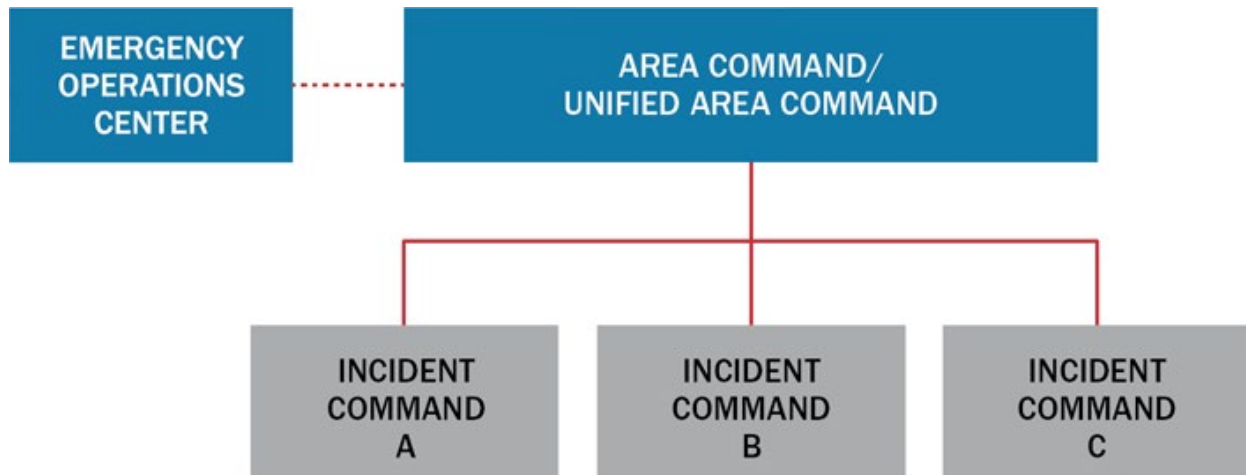 EMERGENCY
OPERATIONS
CENTER
AREA COMMAND/
UNIFIED AREA COMMAND
INCIDENT
COMMAND
A
INCIDENT
COMMAND
B
INCIDENT
COMMAND
C